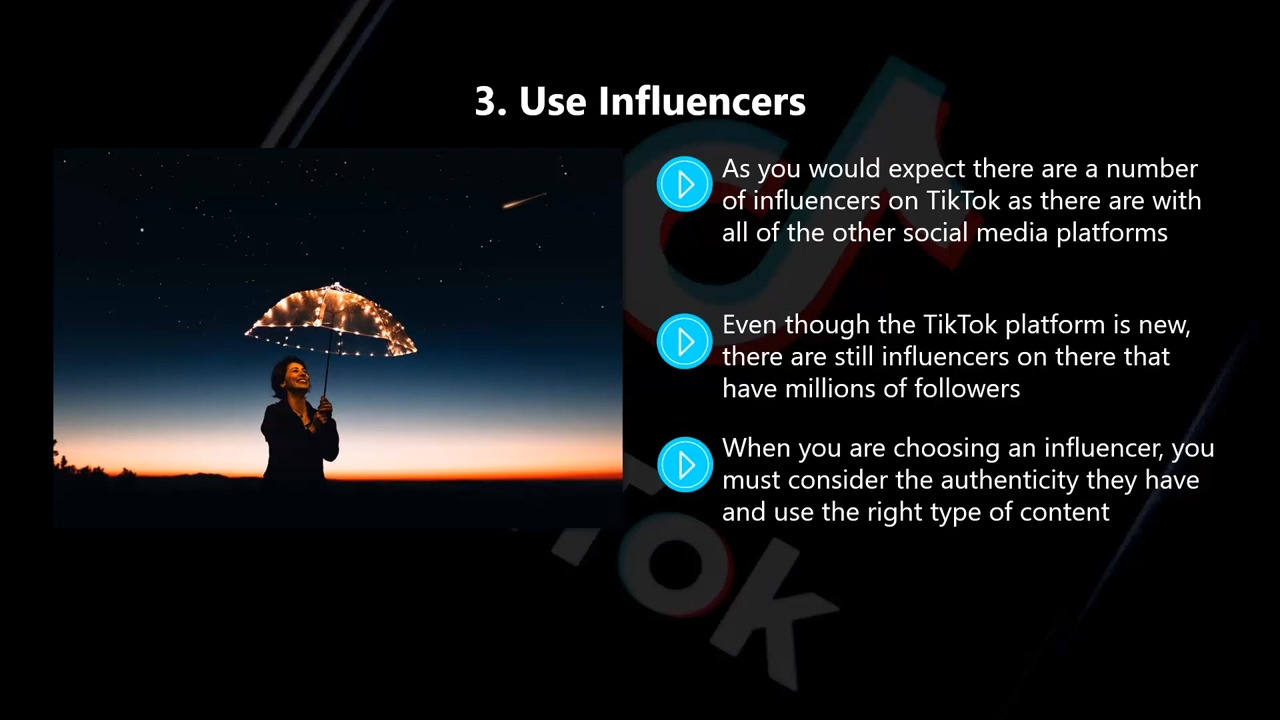 3. Use Influencers
As you would expect there are a number
of influencers on TikTok as there are with
all of the other social media platforms
Even though the TikTok platform is new,
there are still influencers on there that
have millions of followers
When you are choosing an influencer, you
must consider the authenticity they have
and use the right type of content
Tok